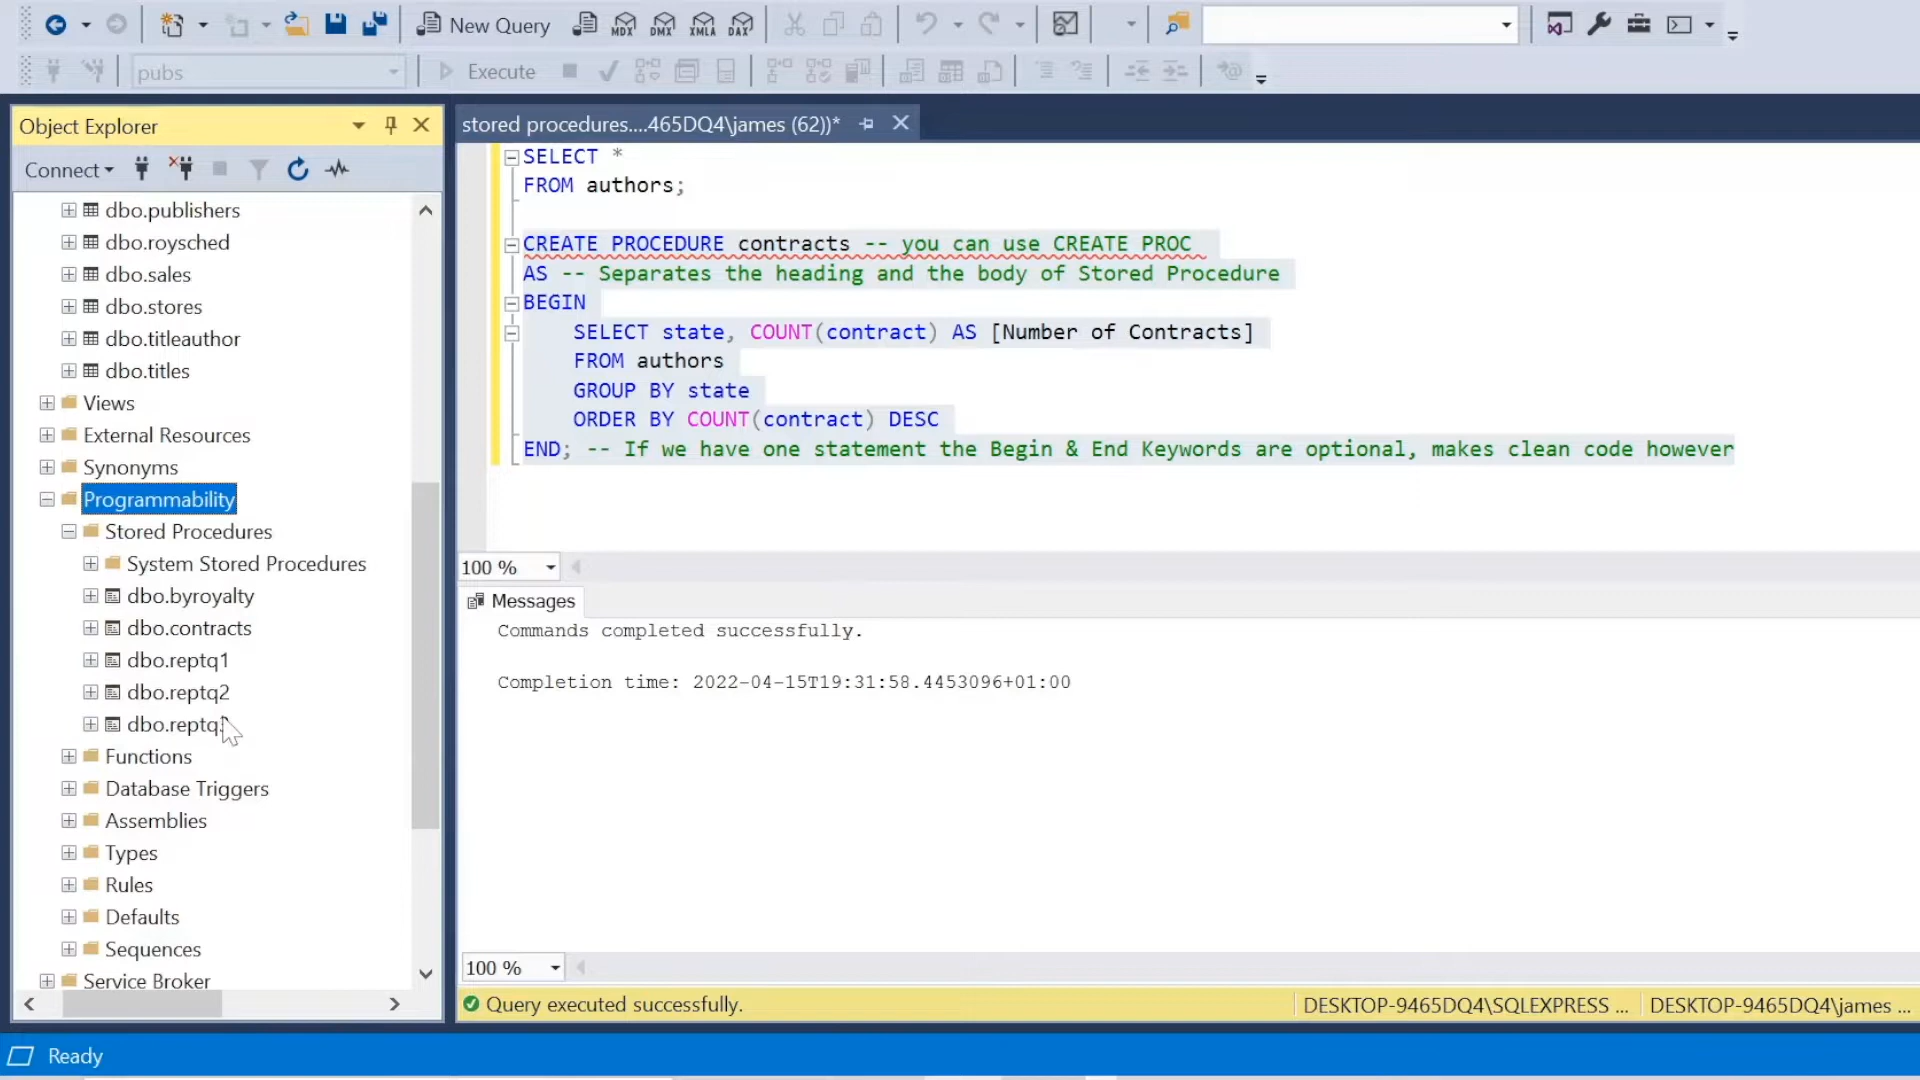 New Query
MDX
DMX
XMLA
DAX
pubs
Execute
Object Explorer
Connect
dbo.publishers
dbo.roysched
dbo.sales
dbo.stores
dbo.titleauthor
dbo.titles
Views
External Resources
Synonyms
Programmability
Stored Procedures
System Stored Procedures
dbo.byroyalty
dbo.contracts
dbo.reptq1
dbo.reptq2
Functions
Database Triggers
Assemblies
Types
Rules
Defaults
Sequences
Service Broker
stored procedures....465DQ4\james (62))*
SELECT *
FROM authors;
CREATE PROCEDURE contracts -- you can use CREATE PROC
AS -- Separates the heading and the body of Stored Procedure
BEGIN
SELECT state, COUNT(contract) AS [Number of Contracts]
FROM authors
GROUP BY state
ORDER BY COUNT(contract) DESC
END; -- If we have one statement the Begin & End Keywords are optional, makes clean code however
100 %
Messages
Commands completed successfully.
Completion time: 2022-04-15T19:31:58.4453096+01:00
100 %
Query executed successfully.
DESKTOP-9465DQ4\SQLEXPRESS ...
DESKTOP-9465DQ4\james ...
Ready